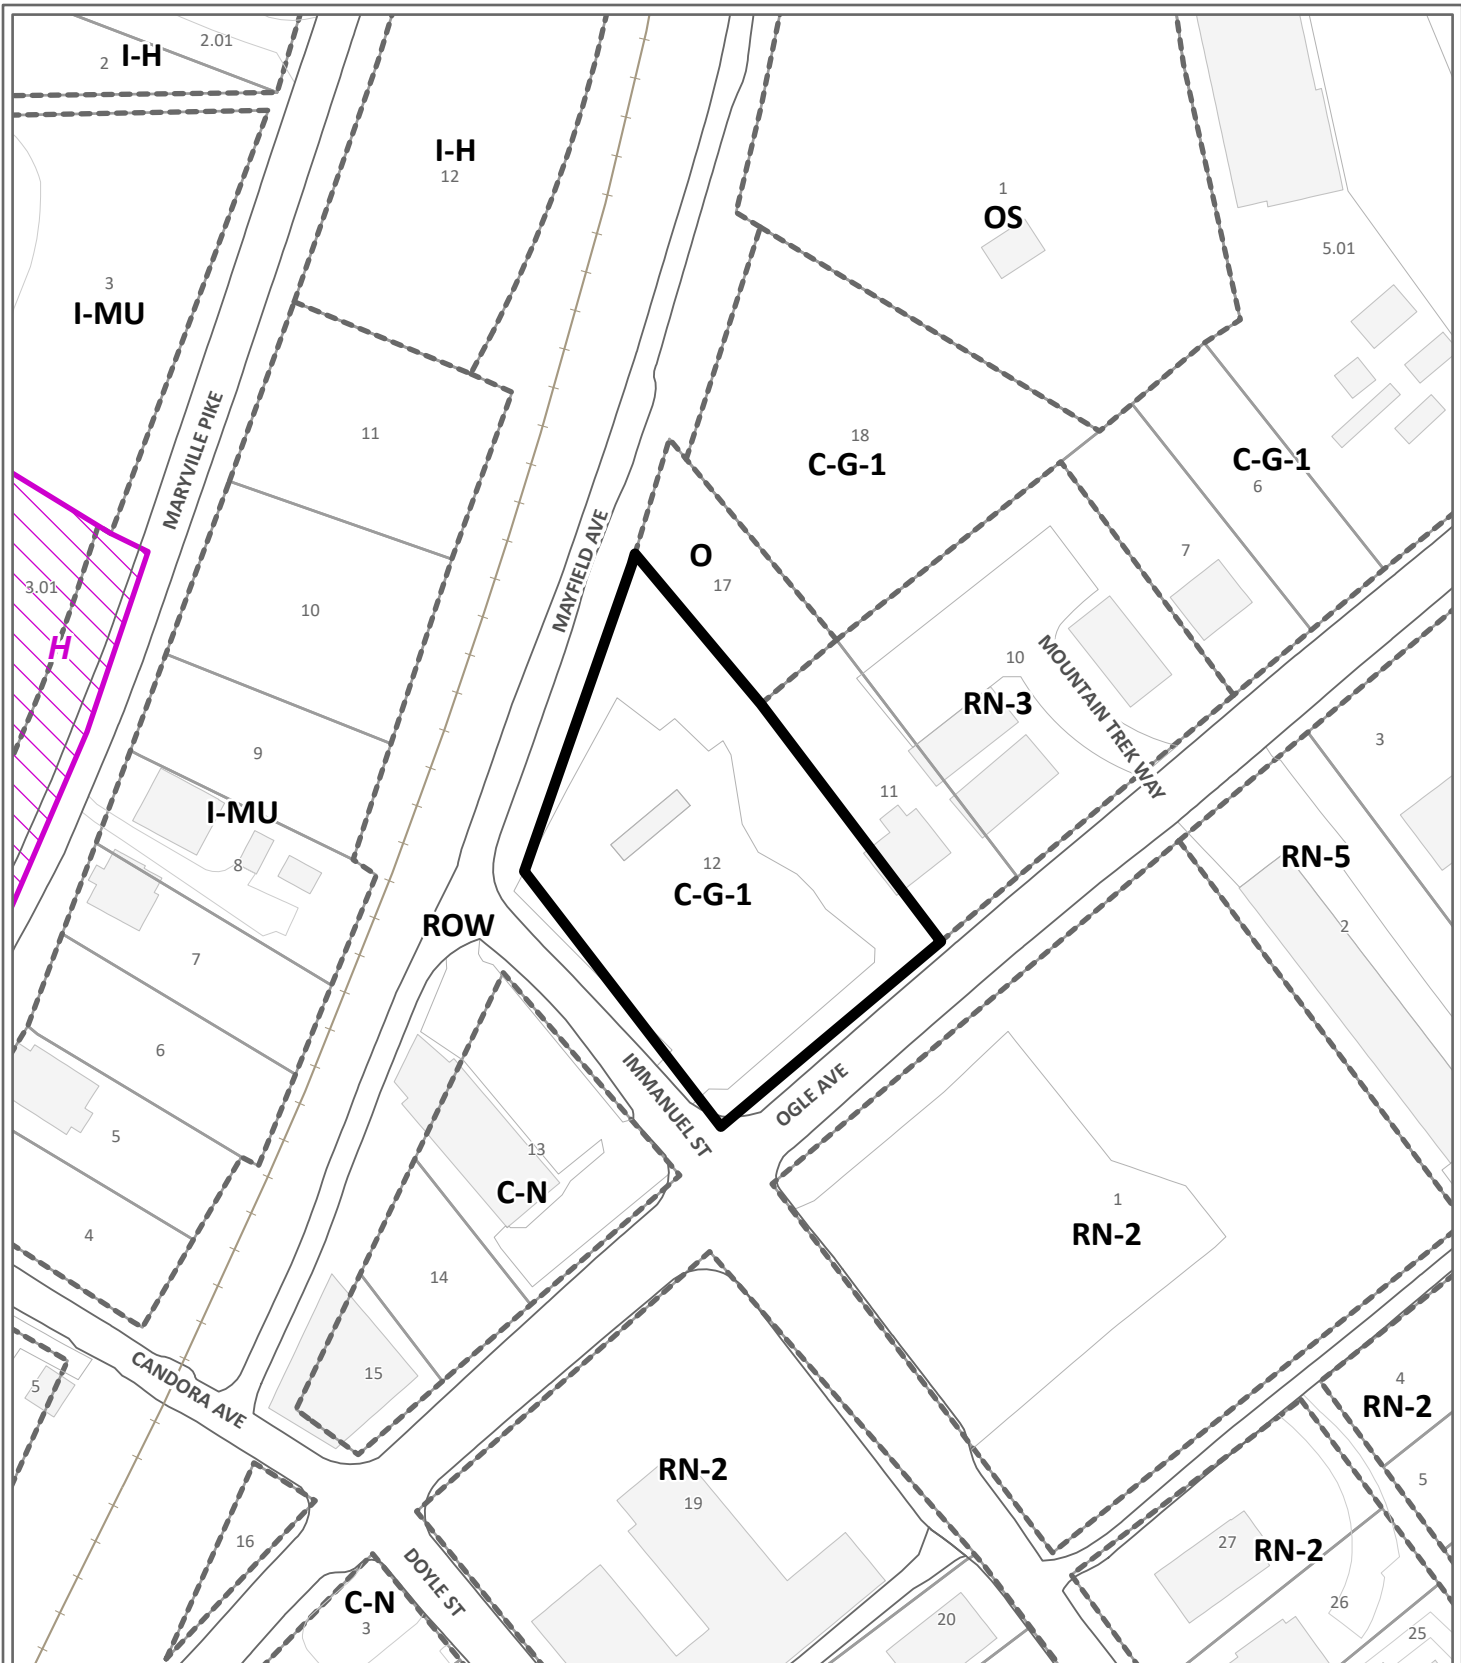 2.01
2
I-H
I-H
12
1
OS
5.01
3
I-MU
MARYVILLE PIKE
11
18
C-G-1
C-G-1
6
MAYFIELD AVE
O
17
7
3.01
H
10
10
MOUNTAIN TREK WAY
RN-3
3
9
11
I-MU
8
12
C-G-1
RN-5
2
ROW
7
6
IMMANUEL ST
OGLE AVE
5
13
C-N
1
RN-2
4
14
CANDORA AVE
15
5
4
RN-2
RN-2
19
5
16
DOYLE ST
27
RN-2
C-N
3
20
26
25